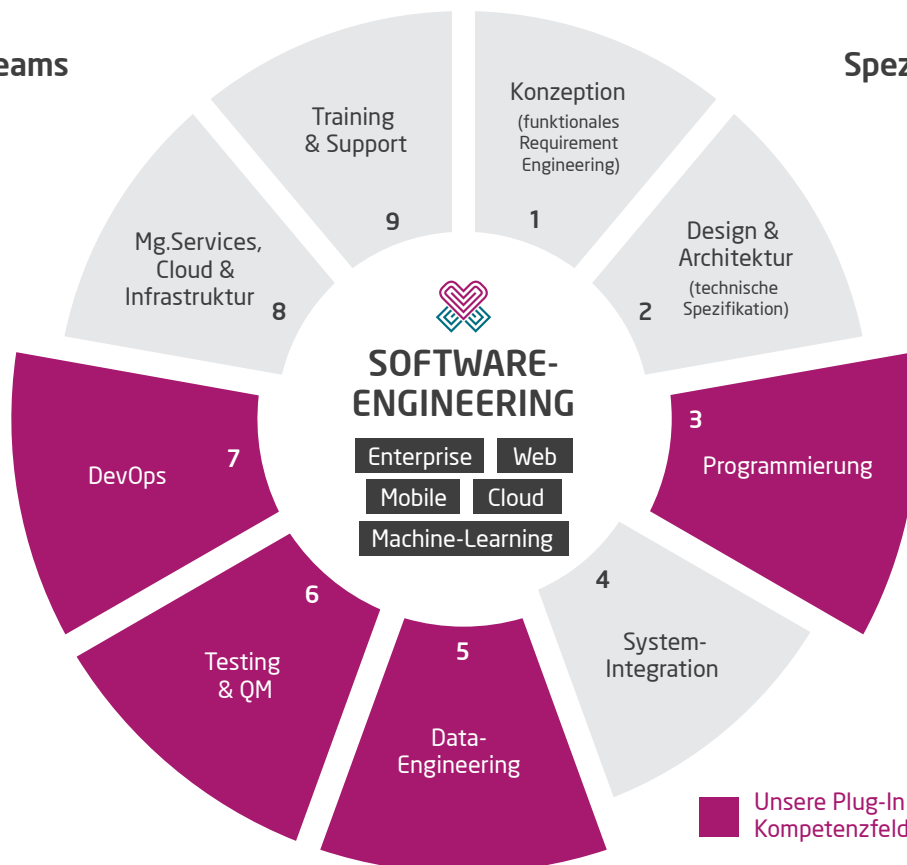 eams
Spez
Konzeption
(funktionales
Requirement
Engineering)
1
Design &
Architektur
(technische
Spezifikation)
2
3
Programmierung
4
System-
Integration
5
Data-
Engineering
6
Testing
& QM
7
DevOps
Mg.Services,
Cloud &
Infrastruktur
8
Training
& Support
9
SOFTWARE-
ENGINEERING
Enterprise
Web
Mobile
Cloud
Machine-Learning
Unsere Plug-In
Kompetenzfeld